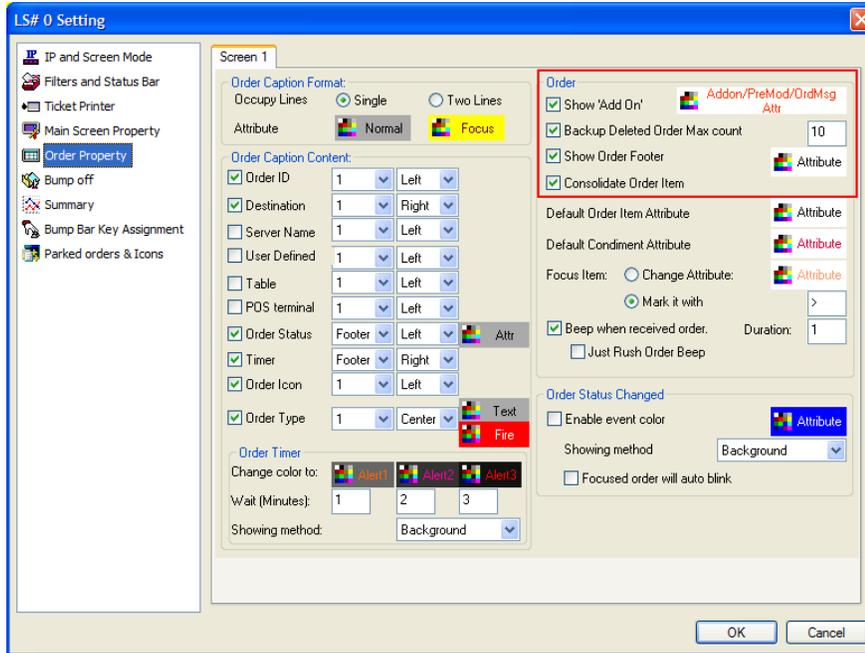 LS# 0 Setting
IP and Screen Mode
Filters and Status Bar
Ticket Printer
Main Screen Property
Order Property
Bump off
Summary
Bump Bar Key Assignment
Parked orders & Icons
Screen 1
Order Caption Format:
Occupy Lines Single Two Lines
Attribute Normal Focus
Order Caption Content:
Order ID 1 Left
Destination 1 Right
Server Name 1 Left
User Defined 1 Left
Table 1 Left
POS terminal 1 Left
Order Status Footer Left Attr
Timer Footer Right
Order Icon 1 Left
Order Type 1 Center Text
Fire
Order Timer
Change color to: Alert1 Alert2 Alert3
Wait (Minutes): 1 2 3
Showing method: Background
Order
Show 'Add On' Addon/PreMod/OrdMsg
Attr
Backup Deleted Order Max count 10
Show Order Footer Attribute
Consolidate Order Item
Default Order Item Attribute Attribute
Default Condiment Attribute Attribute
Focus Item: Change Attribute: Attribute
Mark it with >
Beep when received order. Duration: 1
Just Rush Order Beep
Order Status Changed
Enable event color Attribute
Showing method Background
Focused order will auto blink
OK Cancel